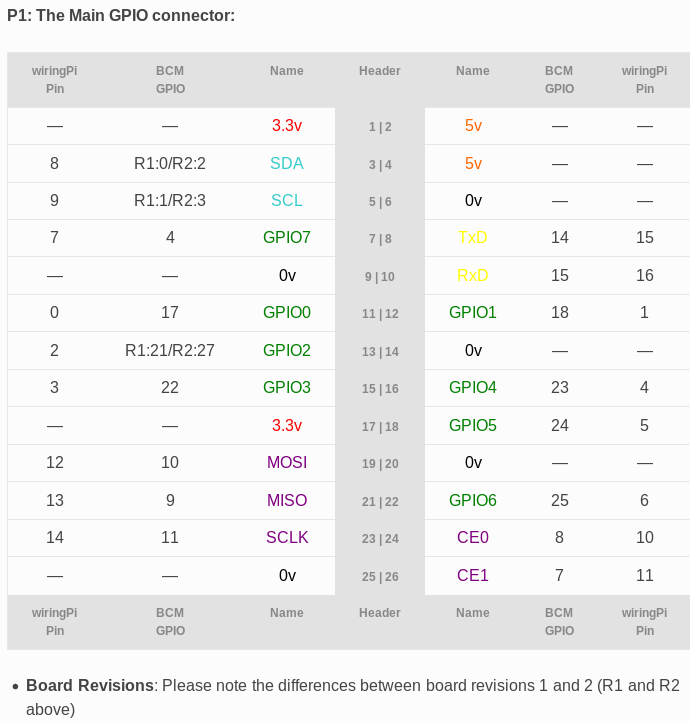 P1: The Main GPIO connector:
wiringPi Pin BCM GPIO Name Header Name BCM GPIO wiringPi Pin
— — 3.3v 1 | 2 5v — —
8 R1:0/R2:2 SDA 3 | 4 5v — —
9 R1:1/R2:3 SCL 5 | 6 0v — —
7 4 GPIO7 7 | 8 TxD 14 15
— — 0v 9 | 10 RxD 15 16
0 17 GPIO0 11 | 12 GPIO1 18 1
2 R1:21/R2:27 GPIO2 13 | 14 0v — —
3 22 GPIO3 15 | 16 GPIO4 23 4
— — 3.3v 17 | 18 GPIO5 24 5
12 10 MOSI 19 | 20 0v — —
13 9 MISO 21 | 22 GPIO6 25 6
14 11 SCLK 23 | 24 CE0 8 10
— — 0v 25 | 26 CE1 7 11
wiringPi Pin BCM GPIO Name Header Name BCM GPIO wiringPi Pin
• Board Revisions: Please note the differences between board revisions 1 and 2 (R1 and R2
above)